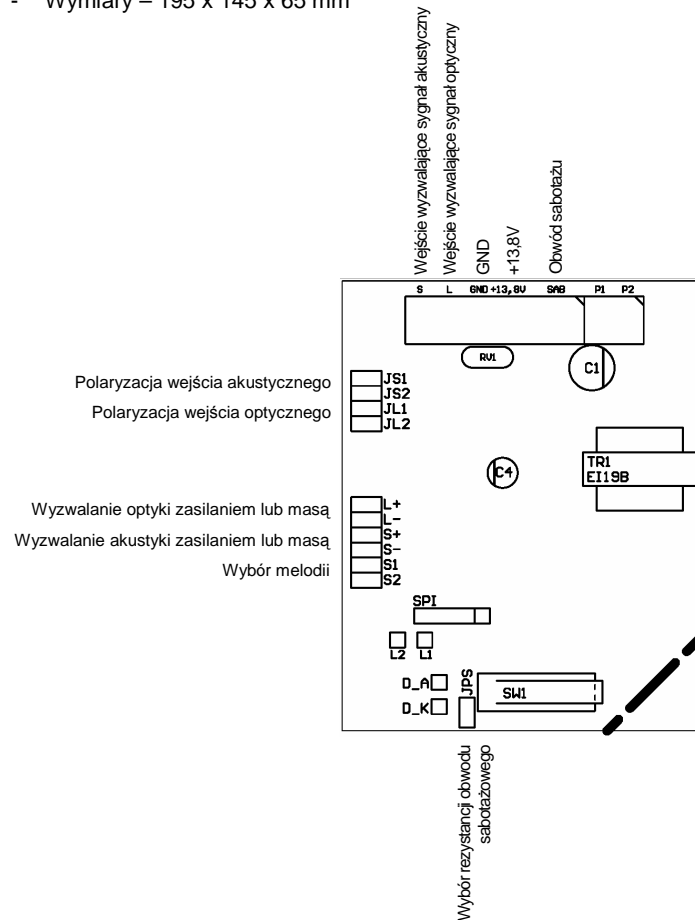 - Wymiary – 195 x 145 x 65 mm
Wejście wyzwalające sygnał akustyczny
Wejście wyzwalające sygnał optyczny
GND
+13,8V
Obwód sabotażu
S L GND +13,8V SAB P1 P2
RV1
C1
Polaryzacja wejścia akustycznego
JS1
JS2
Polaryzacja wejścia optycznego
JL1
JL2
C4
TR1
EI19B
Wyzwalanie optyki zasilaniem lub masą
L+
L-
Wyzwalanie akustyki zasilaniem lub masą
S+
S-
Wybór melodii
S1
S2
SPI
L2 L1
D_A
D_K
JPS
SW1
Wybór rezystancji obwodu
sabotażowego